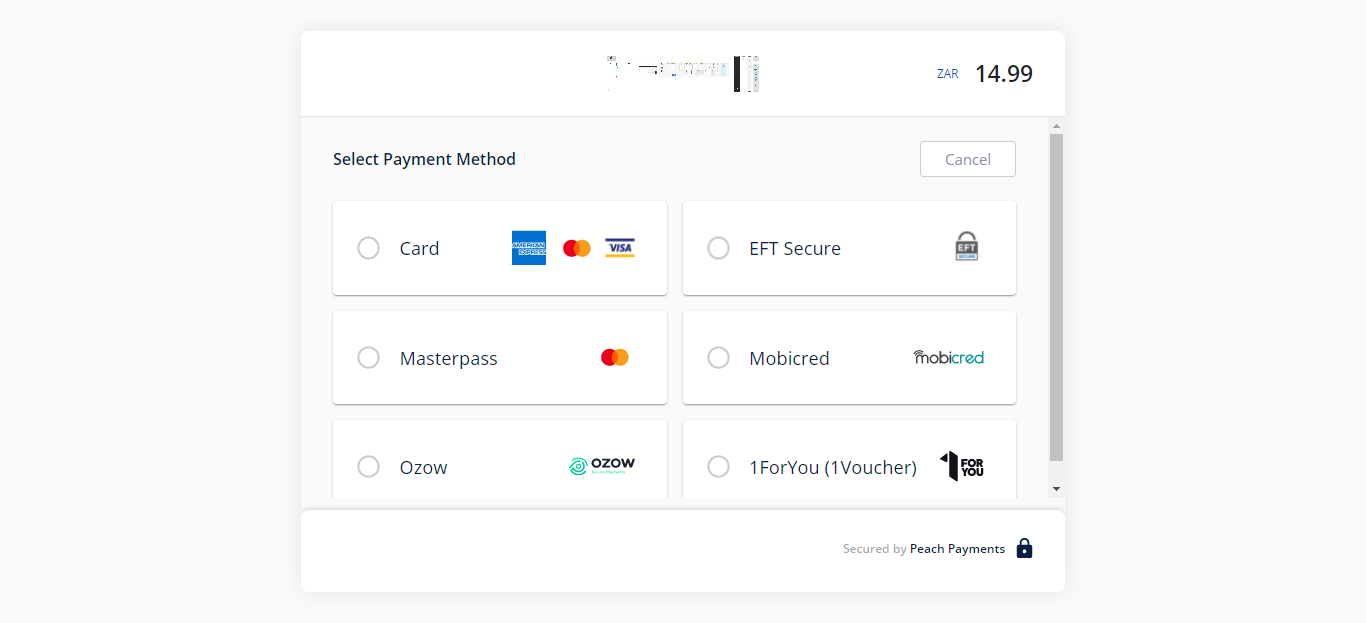 ZAR 14.99
Select Payment Method
Cancel
Card
AMERICAN
EXPRESS
VISA
EFT Secure
EFT
SECURE
Masterpass
Mobicred
mobicred
Ozow
OZOW
1ForYou (1Voucher)
1 FOR
YOU
Secured by Peach Payments